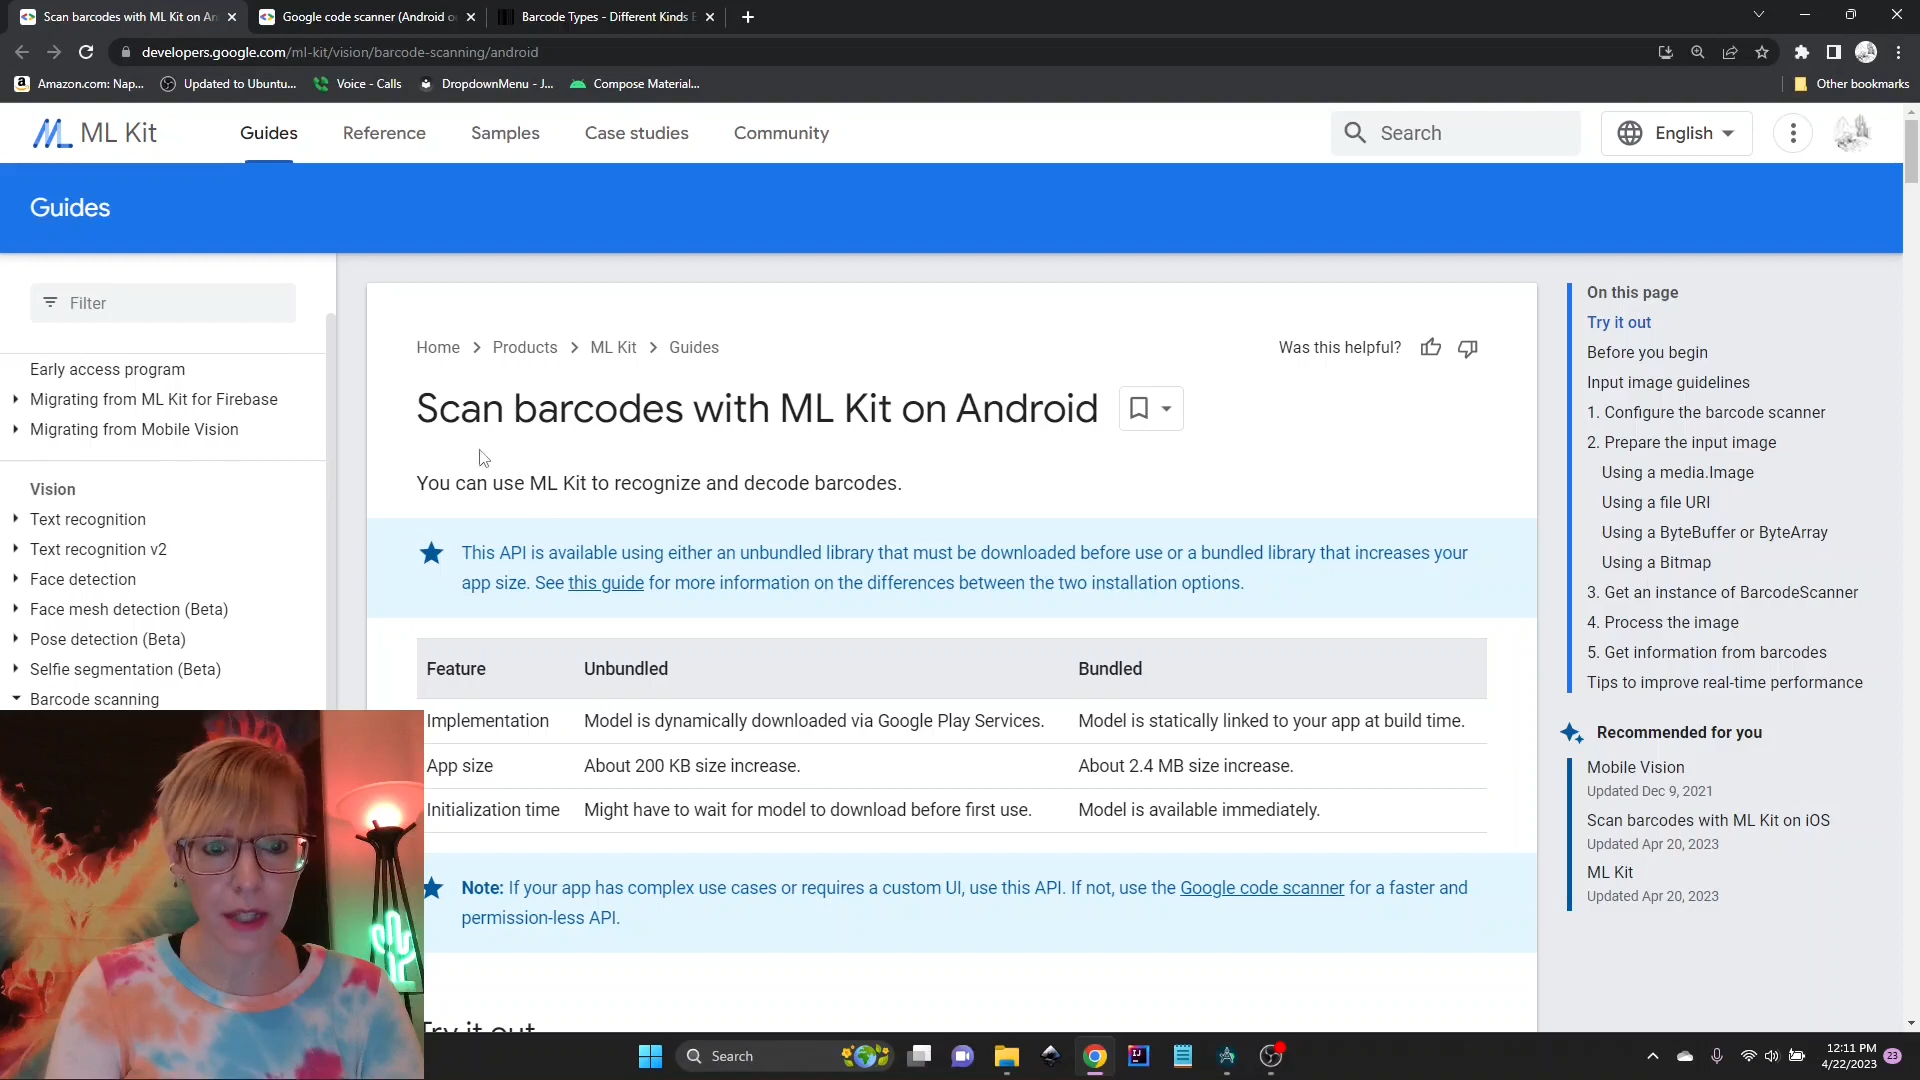 Scan barcodes with ML Kit on An
Google code scanner (Android o
Barcode Types - Different Kinds
developers.google.com/ml-kit/vision/barcode-scanning/android
Amazon.com: Nap...
Updated to Ubuntu...
Voice - Calls
DropdownMenu - J...
Compose Material...
Other bookmarks
ML Kit
Guides
Reference
Samples
Case studies
Community
Search
English
Guides
Filter
Early access program
Migrating from ML Kit for Firebase
Migrating from Mobile Vision
Vision
Text recognition
Text recognition v2
Face detection
Face mesh detection (Beta)
Pose detection (Beta)
Selfie segmentation (Beta)
Barcode scanning
Home > Products > ML Kit > Guides
Was this helpful?
Scan barcodes with ML Kit on Android
You can use ML Kit to recognize and decode barcodes.
This API is available using either an unbundled library that must be downloaded before use or a bundled library that increases your
app size. See this guide for more information on the differences between the two installation options.
Feature Unbundled Bundled
Implementation Model is dynamically downloaded via Google Play Services. Model is statically linked to your app at build time.
App size About 200 KB size increase. About 2.4 MB size increase.
Initialization time Might have to wait for model to download before first use. Model is available immediately.
Note: If your app has complex use cases or requires a custom UI, use this API. If not, use the Google code scanner for a faster and
permission-less API.
Try it out
On this page
Try it out
Before you begin
Input image guidelines
1. Configure the barcode scanner
2. Prepare the input image
Using a media.Image
Using a file URI
Using a ByteBuffer or ByteArray
Using a Bitmap
3. Get an instance of BarcodeScanner
4. Process the image
5. Get information from barcodes
Tips to improve real-time performance
Recommended for you
Mobile Vision
Updated Dec 9, 2021
Scan barcodes with ML Kit on iOS
Updated Apr 20, 2023
ML Kit
Updated Apr 20, 2023
Search
12:11 PM
4/22/2023
23